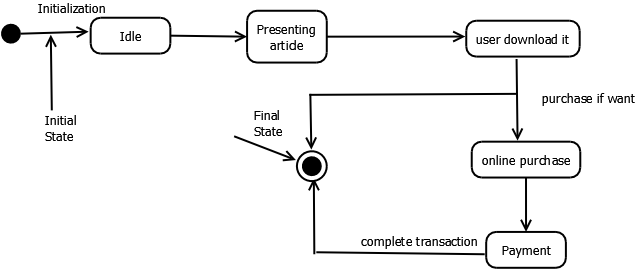 Initialization
Idle
Presenting
artide
user download it
Initial
State
Final
State
purchase if want
online purchase
complete transaction
Payment